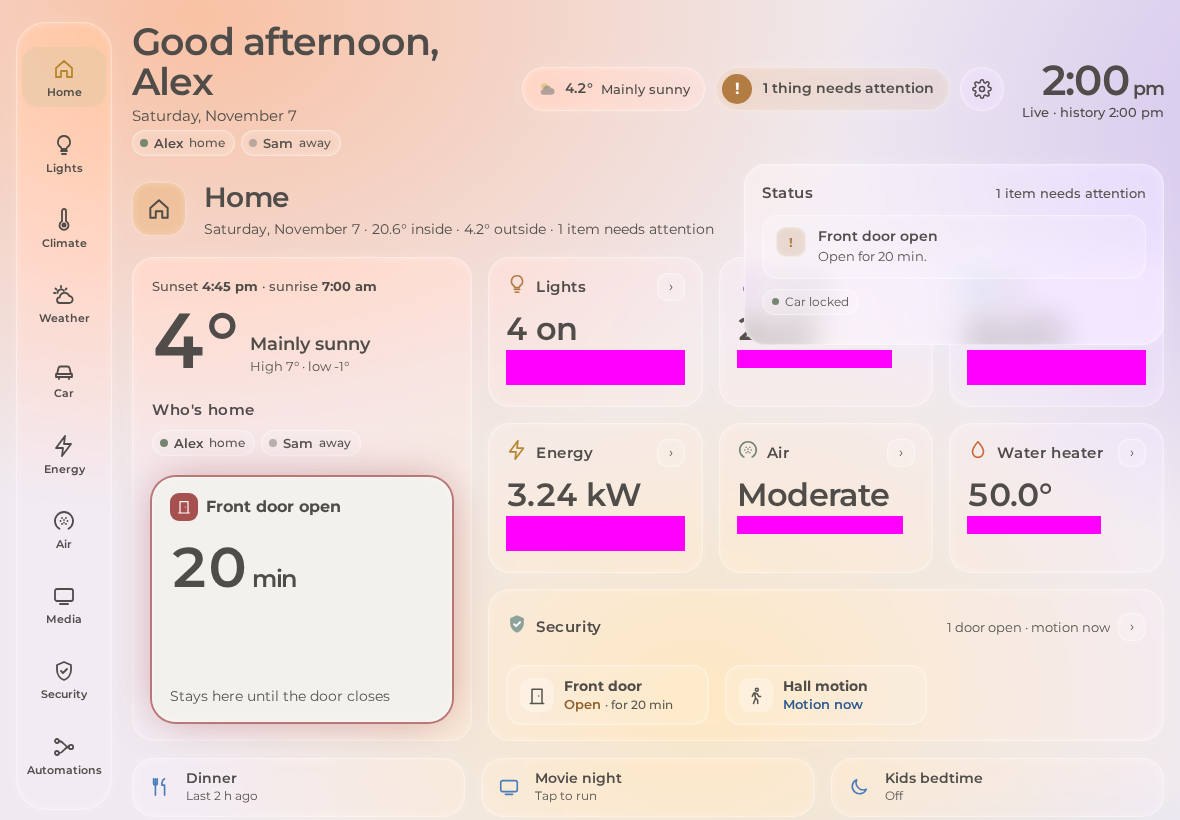 Home
Lights
Climate
Weather
Car
Energy
Air
Media
Security
Automations
Good afternoon,
Alex
Saturday, November 7
Alex home
Sam away
4.2° Mainly sunny
! 1 thing needs attention
2:00 pm
Live · history 2:00 pm
Home
Saturday, November 7 · 20.6° inside · 4.2° outside · 1 item needs attention
Status
1 item needs attention
! Front door open
Open for 20 min.
Car locked
Sunset 4:45 pm · sunrise 7:00 am
4°
Mainly sunny
High 7° · low -1°
Who's home
Alex home
Sam away
Front door open
20 min
Stays here until the door closes
Lights ›
4 on
Energy ›
3.24 kW
Air ›
Moderate
Water heater ›
50.0°
Security
1 door open · motion now ›
Front door
Open · for 20 min
Hall motion
Motion now
Dinner
Last 2 h ago
Movie night
Tap to run
Kids bedtime
Off